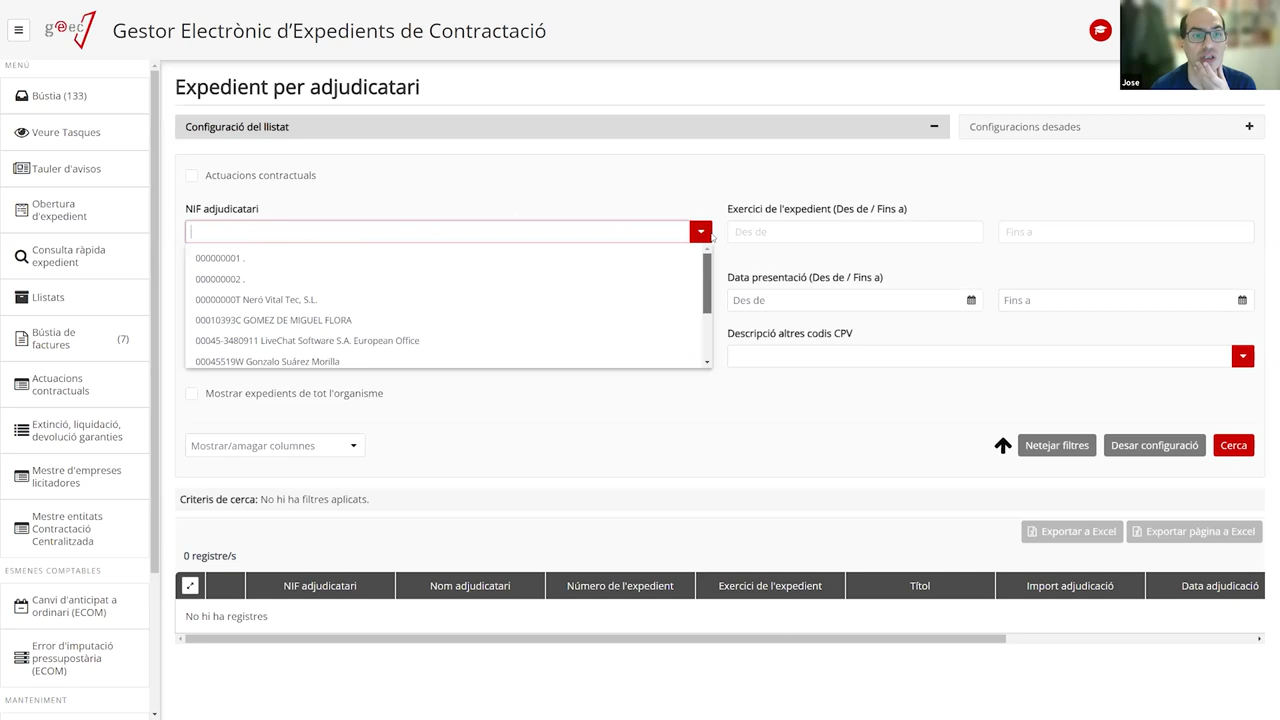 geec
Gestor Electrònic d'Expedients de Contractació
Jose
MENÚ
Bústia (133)
Veure Tasques
Tauler d'avisos
Obertura
d'expedient
Consulta ràpida
expedient
Llistats
Bústia de
factures
(7)
Actuacions
contractuals
Extinció, liquidació,
devolució garanties
Mestre d'empreses
licitadores
Mestre entitats
Contractació
Centralitzada
ESMENES COMPTABLES
Canvi d'anticipat a
ordinari (ECOM)
Error d'imputació
pressupostària
(ECOM)
MANTENIMENT
Expedient per adjudicatari
Configuració del llistat
Configuracions desades
Actuacions contractuals
NIF adjudicatari
Exercici de l'expedient (Des de / Fins a)
Des de
Fins a
000000001 .
000000002 .
00000000T Neró Vital Tec, S.L.
00010393C GOMEZ DE MIGUEL FLORA
00045-3480911 LiveChat Software S.A. European Office
00045519W Gonzalo Suárez Morilla
Data presentació (Des de / Fins a)
Des de
Fins a
Descripció altres codis CPV
Mostrar expedients de tot l'organisme
Mostrar/amagar columnes
Netejar filtres
Desar configuració
Cerca
Criteris de cerca: No hi ha filtres aplicats.
Exportar a Excel
Exportar pàgina a Excel
0 registre/s
NIF adjudicatari
Nom adjudicatari
Número de l'expedient
Exercici de l'expedient
Títol
Import adjudicació
Data adjudicació
No hi ha registres